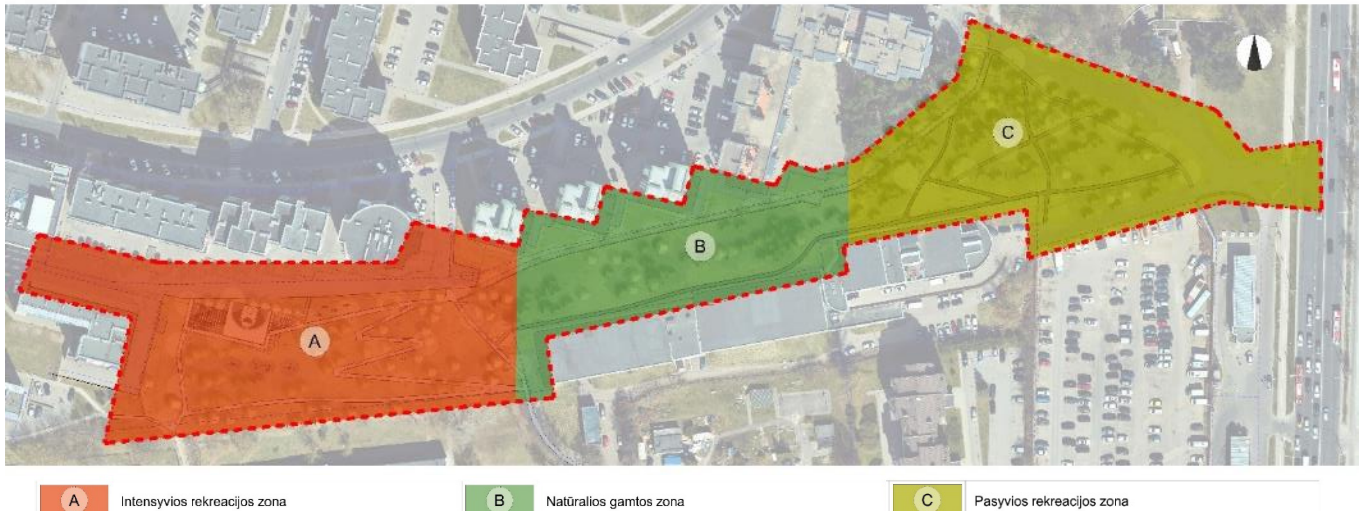 C
B
A
A Intensyvios rekreacijos zona
B Natūralios gamtos zona
C Pasyvios rekreacijos zona